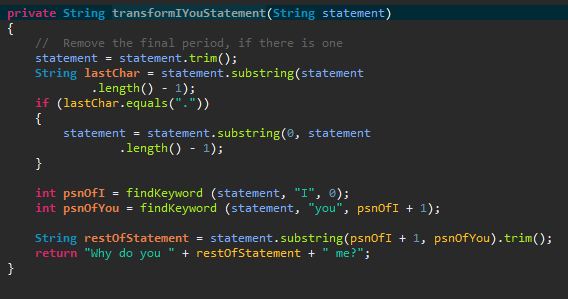 private String transformIYouStatement(String statement)
{
    //  Remove the final period, if there is one
    statement = statement.trim();
    String lastChar = statement.substring(statement
            .length() - 1);
    if (lastChar.equals("."))
    {
        statement = statement.substring(0, statement
                .length() - 1);
    }

    int psnOfI = findKeyword (statement, "I", 0);
    int psnOfYou = findKeyword (statement, "you", psnOfI + 1);

    String restOfStatement = statement.substring(psnOfI + 1, psnOfYou).trim();
    return "Why do you " + restOfStatement + " me?";
}